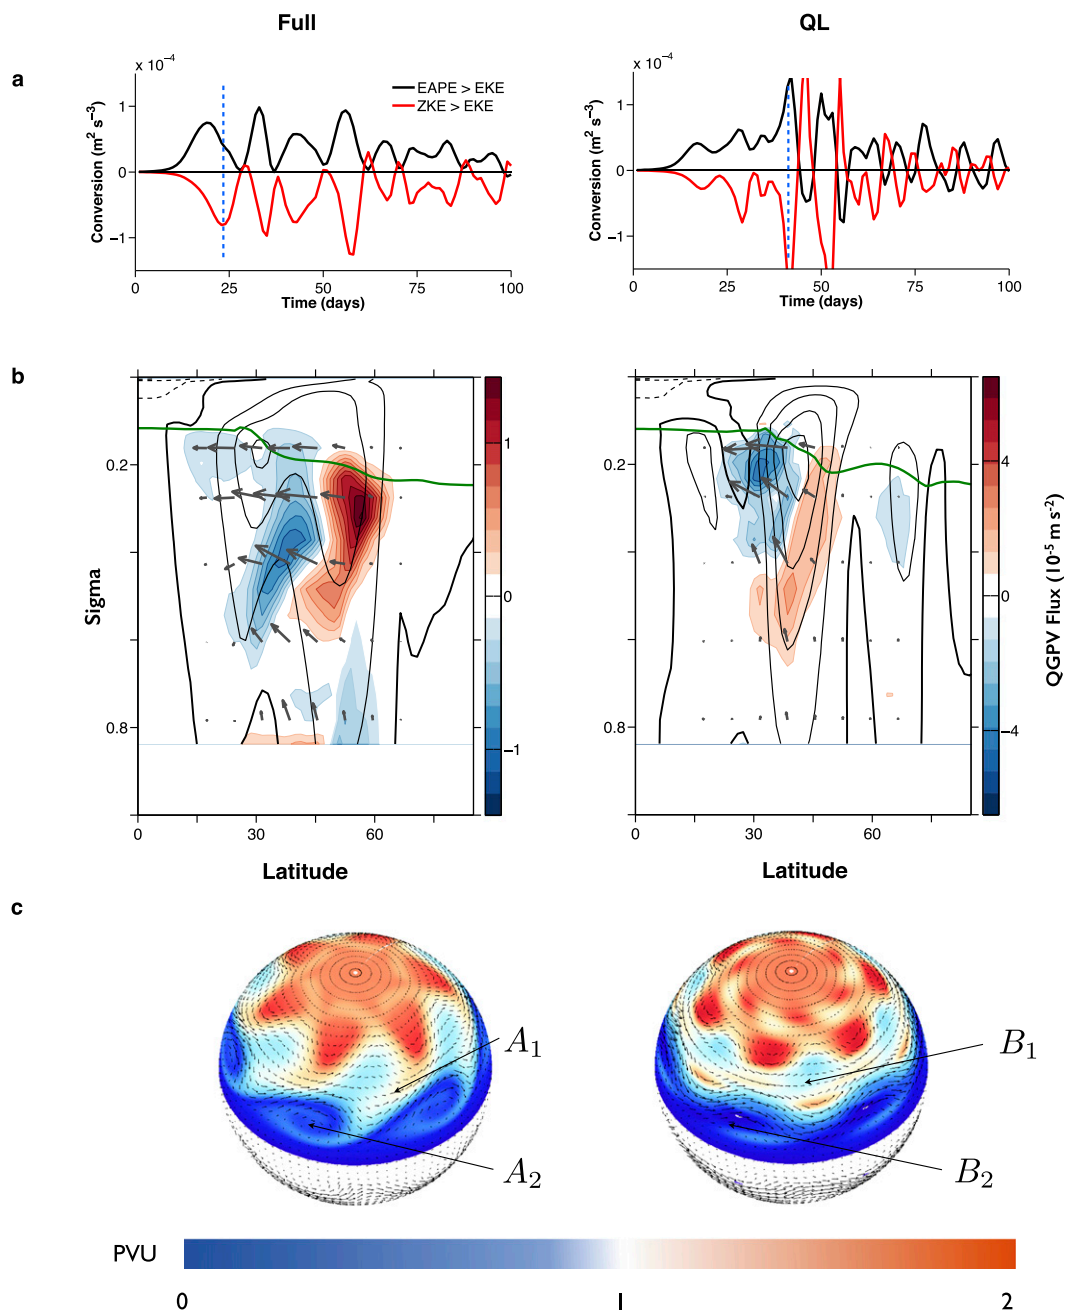 Full
QL
a
x 10⁻⁴
EAPE > EKE
ZKE > EKE
Conversion (m² s⁻³)
1
0
−1
0
25
50
75
100
Time (days)
x 10⁻⁴
Conversion (m² s⁻³)
1
0
−1
0
25
50
75
100
Time (days)
b
Sigma
0.2
0.8
0
30
60
Latitude
1
0
−1
0.2
0.8
0
30
60
Latitude
4
0
−4
QGPV Flux (10⁻⁵ m s⁻²)
c
A₁
A₂
B₁
B₂
PVU
0
1
2